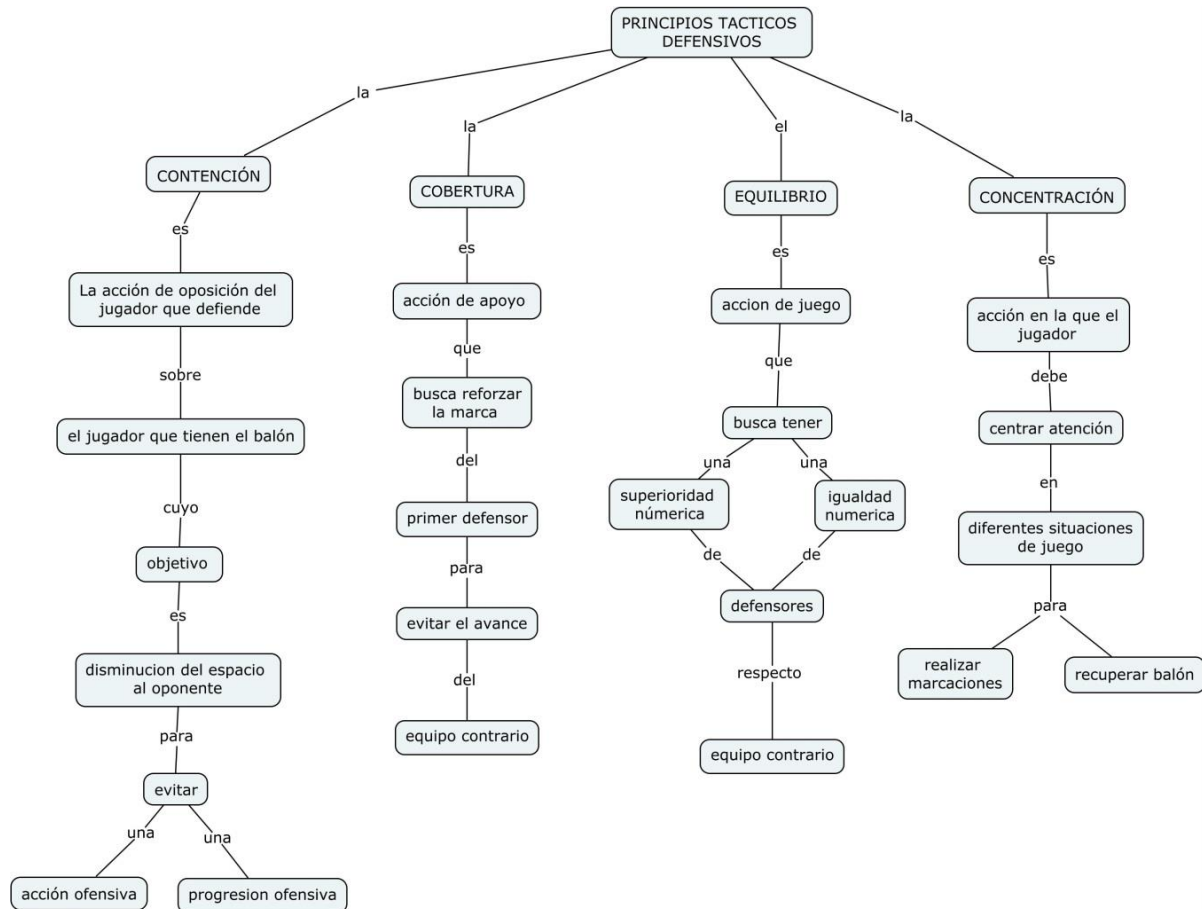 PRINCIPIOS TACTICOS
DEFENSIVOS
la
CONTENCIÓN
es
La acción de oposición del
jugador que defiende
sobre
el jugador que tienen el balón
cuyo
objetivo
es
disminucion del espacio
al oponente
para
evitar
una
acción ofensiva
una
progresion ofensiva
la
COBERTURA
es
acción de apoyo
que
busca reforzar
la marca
del
primer defensor
para
evitar el avance
del
equipo contrario
el
EQUILIBRIO
es
accion de juego
que
busca tener
una
superioridad
númerica
de
una
igualdad
numerica
de
defensores
respecto
equipo contrario
la
CONCENTRACIÓN
es
acción en la que el
jugador
debe
centrar atención
en
diferentes situaciones
de juego
para
realizar
marcaciones
recuperar balón